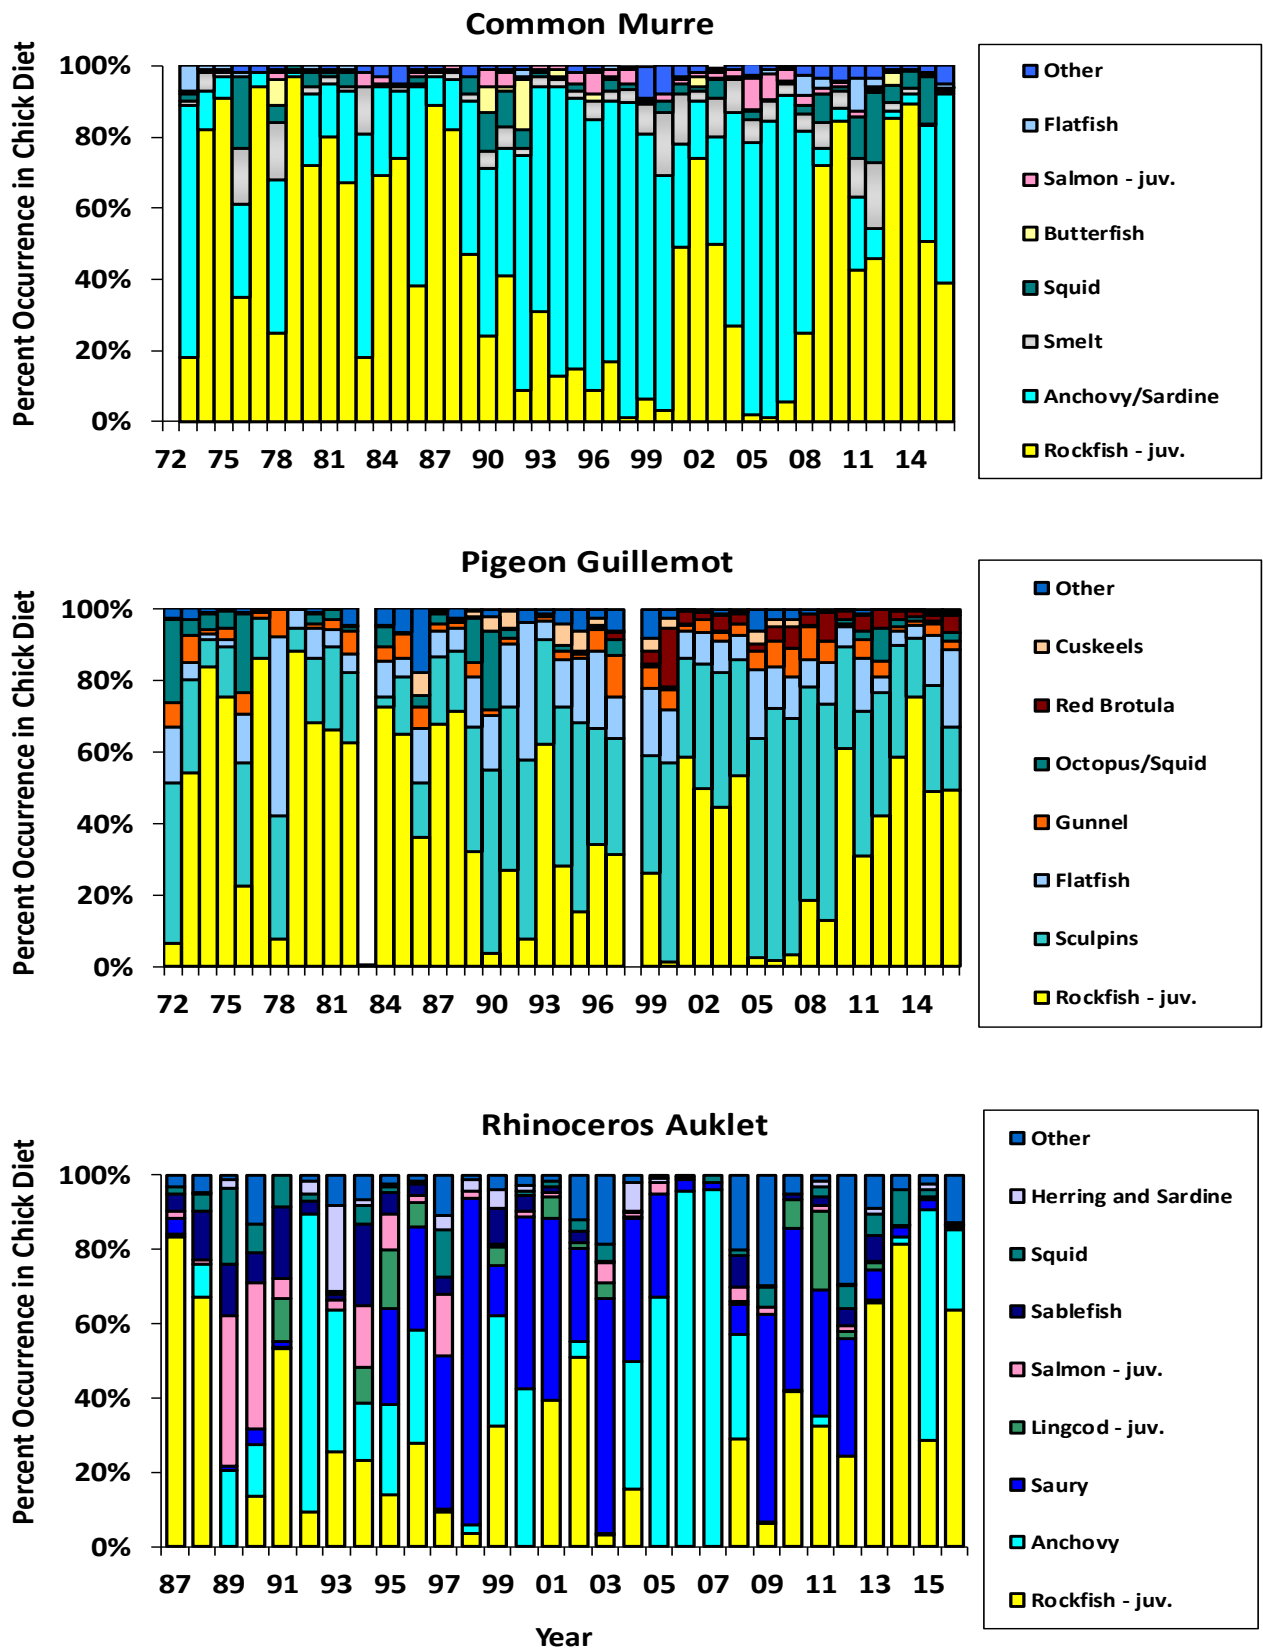 Common Murre
Percent Occurrence in Chick Diet
100%
80%
60%
40%
20%
0%
72 75 78 81 84 87 90 93 96 99 02 05 08 11 14
Other
Flatfish
Salmon - juv.
Butterfish
Squid
Smelt
Anchovy/Sardine
Rockfish - juv.
Pigeon Guillemot
Percent Occurrence in Chick Diet
100%
80%
60%
40%
20%
0%
72 75 78 81 84 87 90 93 96 99 02 05 08 11 14
Other
Cuskeels
Red Brotula
Octopus/Squid
Gunnel
Flatfish
Sculpins
Rockfish - juv.
Rhinoceros Auklet
Percent Occurrence in Chick Diet
100%
80%
60%
40%
20%
0%
87 89 91 93 95 97 99 01 03 05 07 09 11 13 15
Year
Other
Herring and Sardine
Squid
Sablefish
Salmon - juv.
Lingcod - juv.
Saury
Anchovy
Rockfish - juv.